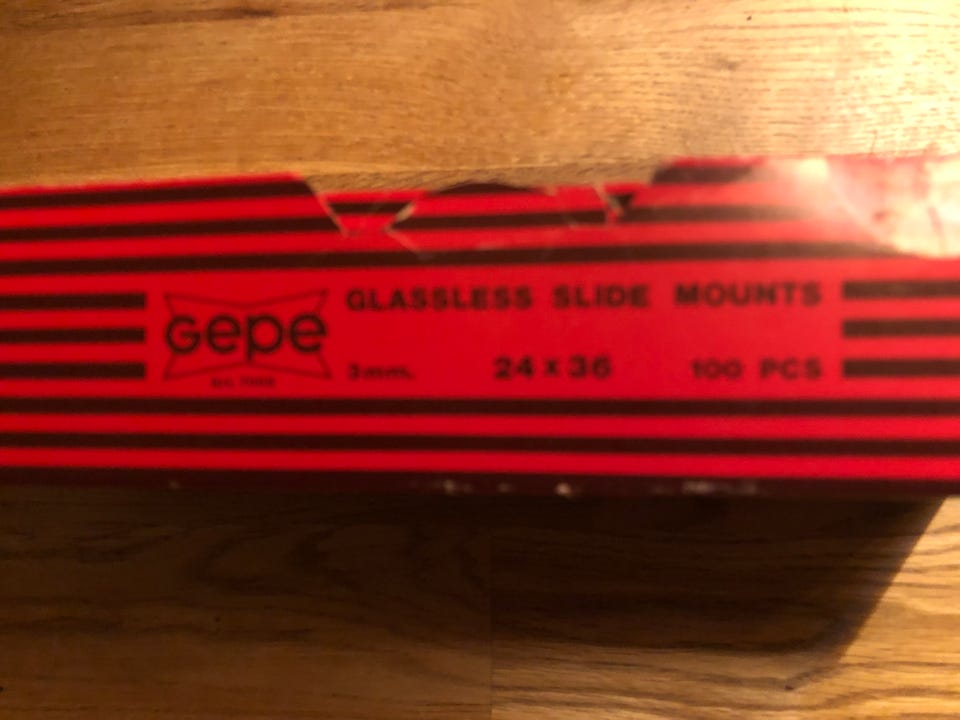 GLASSLESS SLIDE MOUNTS
Gepe
3mm. 24 x 36 100 PCS